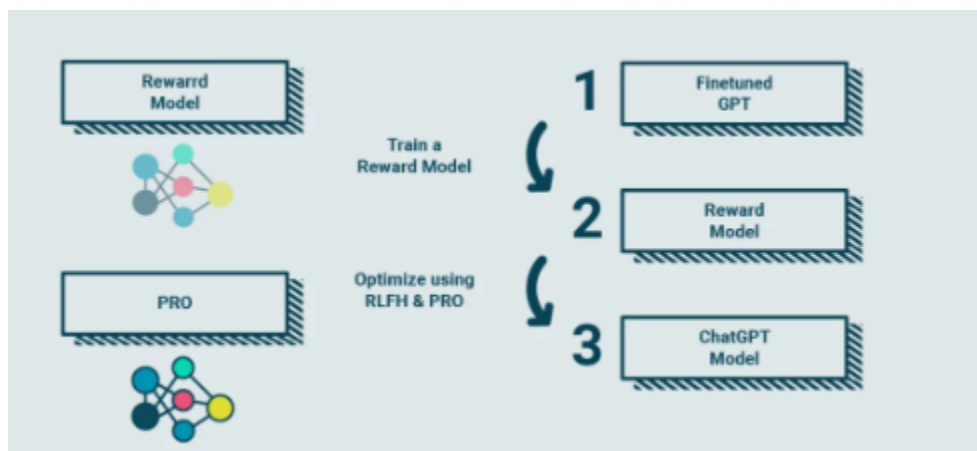 Rewarrd
Model
Train a
Reward Model
PRO
Optimize using
RLFH & PRO
1
Finetuned
GPT
2
Reward
Model
3
ChatGPT
Model